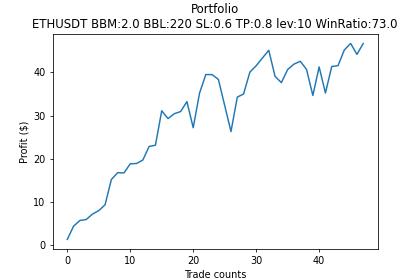 Portfolio
ETHUSDT BBM:2.0 BBL:220 SL:0.6 TP:0.8 lev:10 WinRatio:73.0
40
30
20
10
0
Profit ($)
0 10 20 30 40
Trade counts